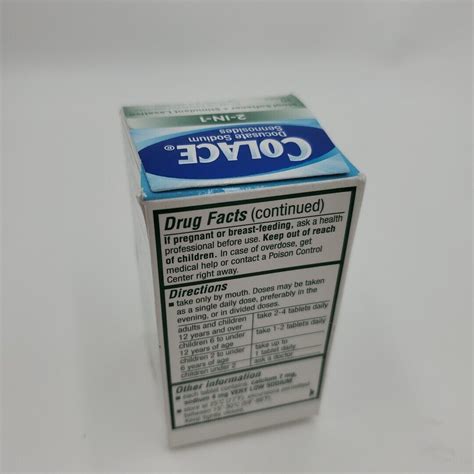 Stool Softener + Stimulant Laxative
2-IN-1
Docusate Sodium
Sennosides
COLACE®
Drug Facts (continued)
If pregnant or breast-feeding, ask a health
professional before use. Keep out of reach
of children. In case of overdose, get
medical help or contact a Poison Control
Center right away.
Directions
■ take only by mouth. Doses may be taken
as a single daily dose, preferably in the
evening, or in divided doses.
adults and children
12 years and over take 2-4 tablets daily
children 6 to under
12 years of age take 1-2 tablets daily
children 2 to under
6 years of age take up to
1 tablet daily
children under 2 ask a doctor
Other information
■ each tablet contains: calcium 7 mg,
sodium 4 mg VERY LOW SODIUM